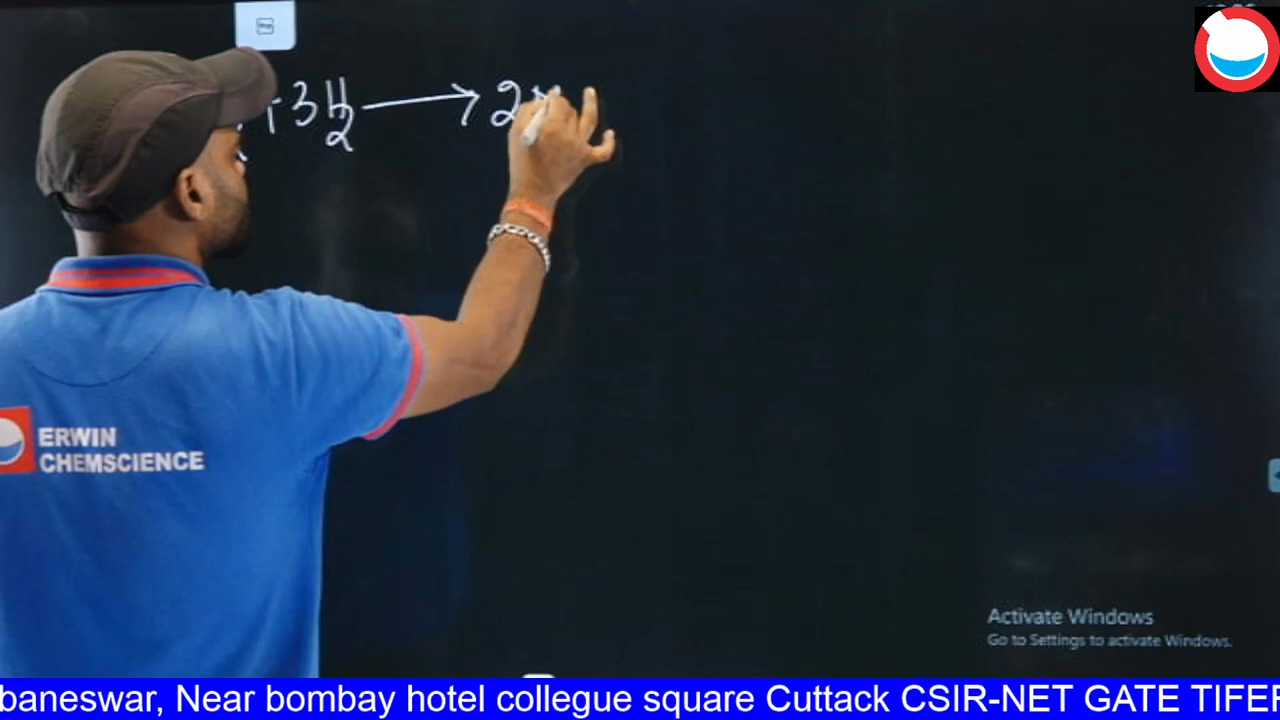 + 3H₂ ⟶ 2
ERWIN
CHEMSCIENCE
Activate Windows
Go to Settings to activate Windows.
baneswar, Near bombay hotel collegue square Cuttack CSIR-NET GATE TIFER